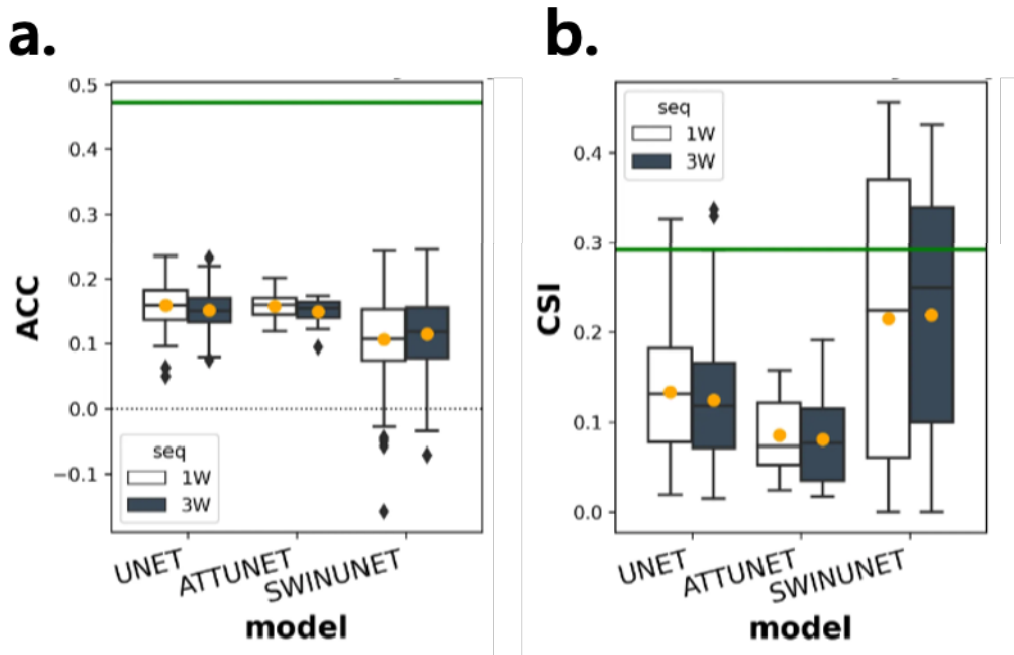 a.
0.5
0.4
0.3
0.2
0.1
0.0
−0.1
ACC
seq
1W
3W
UNET
ATTUNET
SWINUNET
model
b.
seq
1W
3W
0.4
0.3
0.2
0.1
0.0
CSI
UNET
ATTUNET
SWINUNET
model